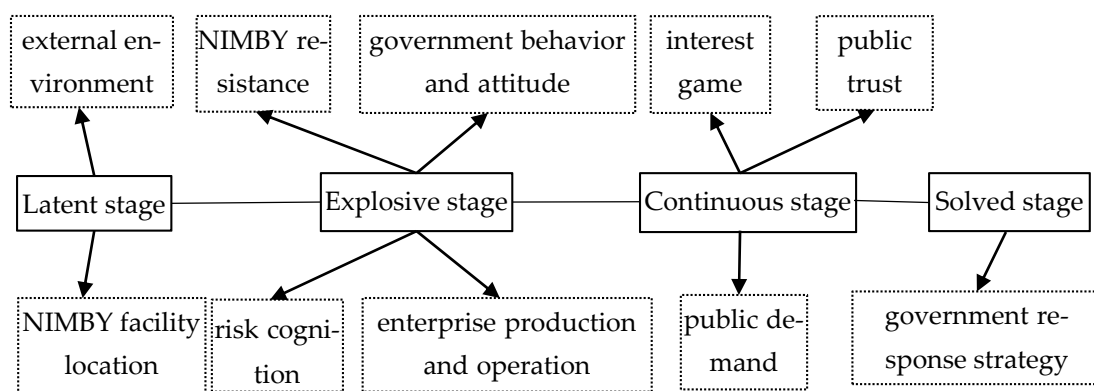 external en-
vironment
NIMBY re-
sistance
government behavior
and attitude
interest
game
public
trust
Latent stage
Explosive stage
Continuous stage
Solved stage
NIMBY facility
location
risk cogni-
tion
enterprise production
and operation
public de-
mand
government re-
sponse strategy